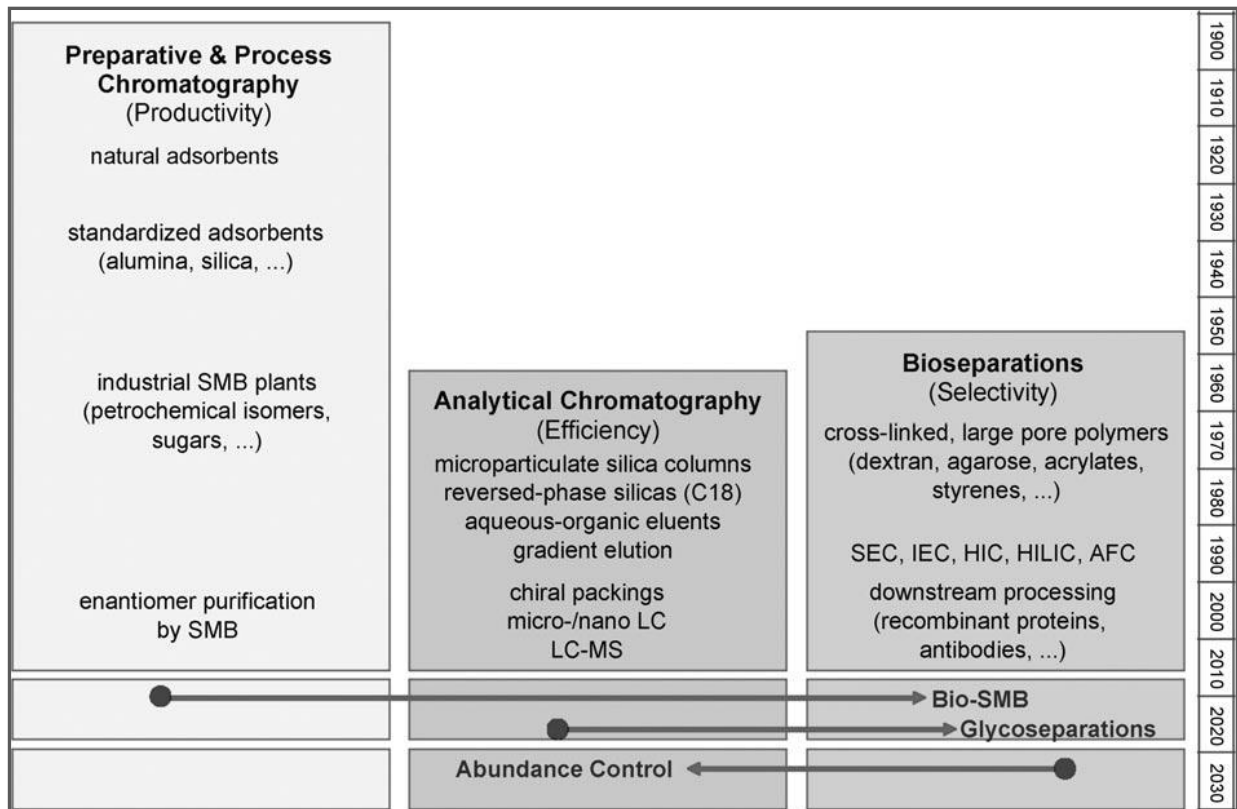 Preparative & Process
Chromatography
(Productivity)
natural adsorbents
standardized adsorbents
(alumina, silica, ...)
industrial SMB plants
(petrochemical isomers,
sugars, ...)
enantiomer purification
by SMB
Analytical Chromatography
(Efficiency)
microparticulate silica columns
reversed-phase silicas (C18)
aqueous-organic eluents
gradient elution
chiral packings
micro-/nano LC
LC-MS
Bioseparations
(Selectivity)
cross-linked, large pore polymers
(dextran, agarose, acrylates,
styrenes, ...)
SEC, IEC, HIC, HILIC, AFC
downstream processing
(recombinant proteins,
antibodies, ...)
Bio-SMB
Glycoseparations
Abundance Control
1900
1910
1920
1930
1940
1950
1960
1970
1980
1990
2000
2010
2020
2030